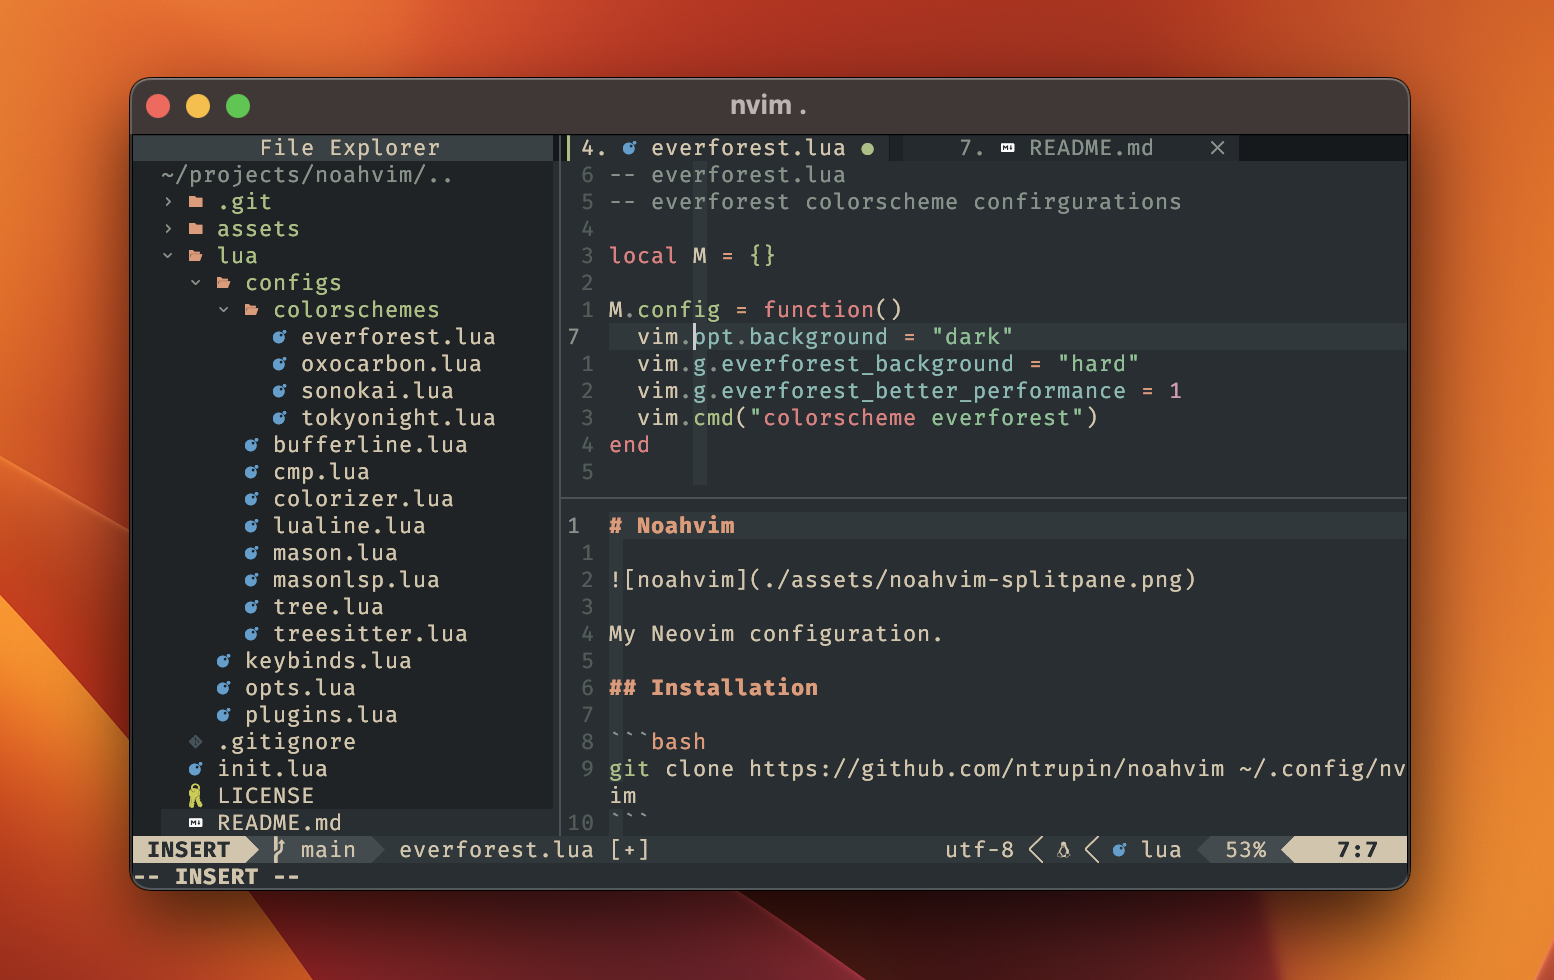 nvim .
File Explorer
~/projects/noahvim/..
.git
assets
lua
configs
colorschemes
everforest.lua
oxocarbon.lua
sonokai.lua
tokyonight.lua
bufferline.lua
cmp.lua
colorizer.lua
lualine.lua
mason.lua
masonlsp.lua
tree.lua
treesitter.lua
keybinds.lua
opts.lua
plugins.lua
.gitignore
init.lua
LICENSE
README.md
4. everforest.lua ● 7. README.md ×
6 -- everforest.lua
5 -- everforest colorscheme confirgurations
4
3 local M = {}
2
1 M.config = function()
7 vim.opt.background = "dark"
1 vim.g.everforest_background = "hard"
2 vim.g.everforest_better_performance = 1
3 vim.cmd("colorscheme everforest")
4 end
5
1 # Noahvim
1
2 ![noahvim](./assets/noahvim-splitpane.png)
3
4 My Neovim configuration.
5
6 ## Installation
7
8 ```bash
9 git clone https://github.com/ntrupin/noahvim ~/.config/nv
im
10 ```
INSERT main everforest.lua [+] utf-8 lua 53% 7:7
-- INSERT --